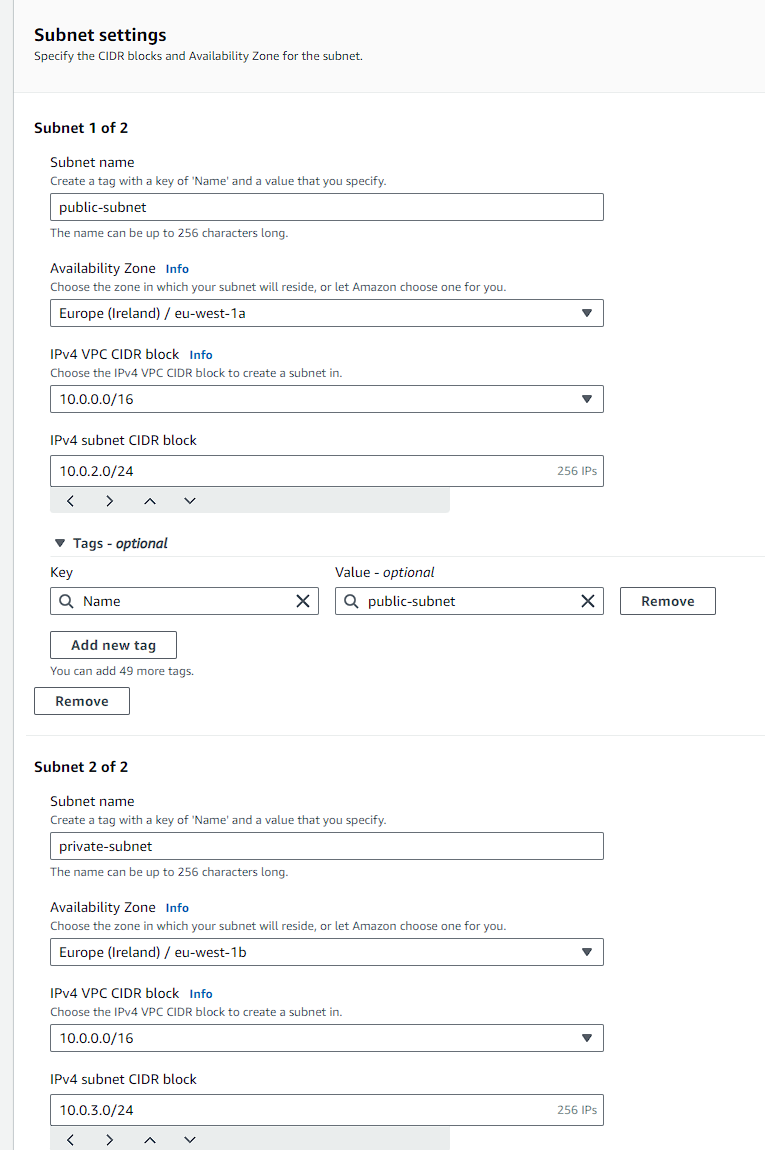 Subnet settings
Specify the CIDR blocks and Availability Zone for the subnet.
Subnet 1 of 2
Subnet name
Create a tag with a key of 'Name' and a value that you specify.
public-subnet
The name can be up to 256 characters long.
Availability Zone Info
Choose the zone in which your subnet will reside, or let Amazon choose one for you.
Europe (Ireland) / eu-west-1a
IPv4 VPC CIDR block Info
Choose the IPv4 VPC CIDR block to create a subnet in.
10.0.0.0/16
IPv4 subnet CIDR block
10.0.2.0/24 256 IPs
Tags - optional
Key Value - optional
Name public-subnet Remove
Add new tag
You can add 49 more tags.
Remove
Subnet 2 of 2
Subnet name
Create a tag with a key of 'Name' and a value that you specify.
private-subnet
The name can be up to 256 characters long.
Availability Zone Info
Choose the zone in which your subnet will reside, or let Amazon choose one for you.
Europe (Ireland) / eu-west-1b
IPv4 VPC CIDR block Info
Choose the IPv4 VPC CIDR block to create a subnet in.
10.0.0.0/16
IPv4 subnet CIDR block
10.0.3.0/24 256 IPs